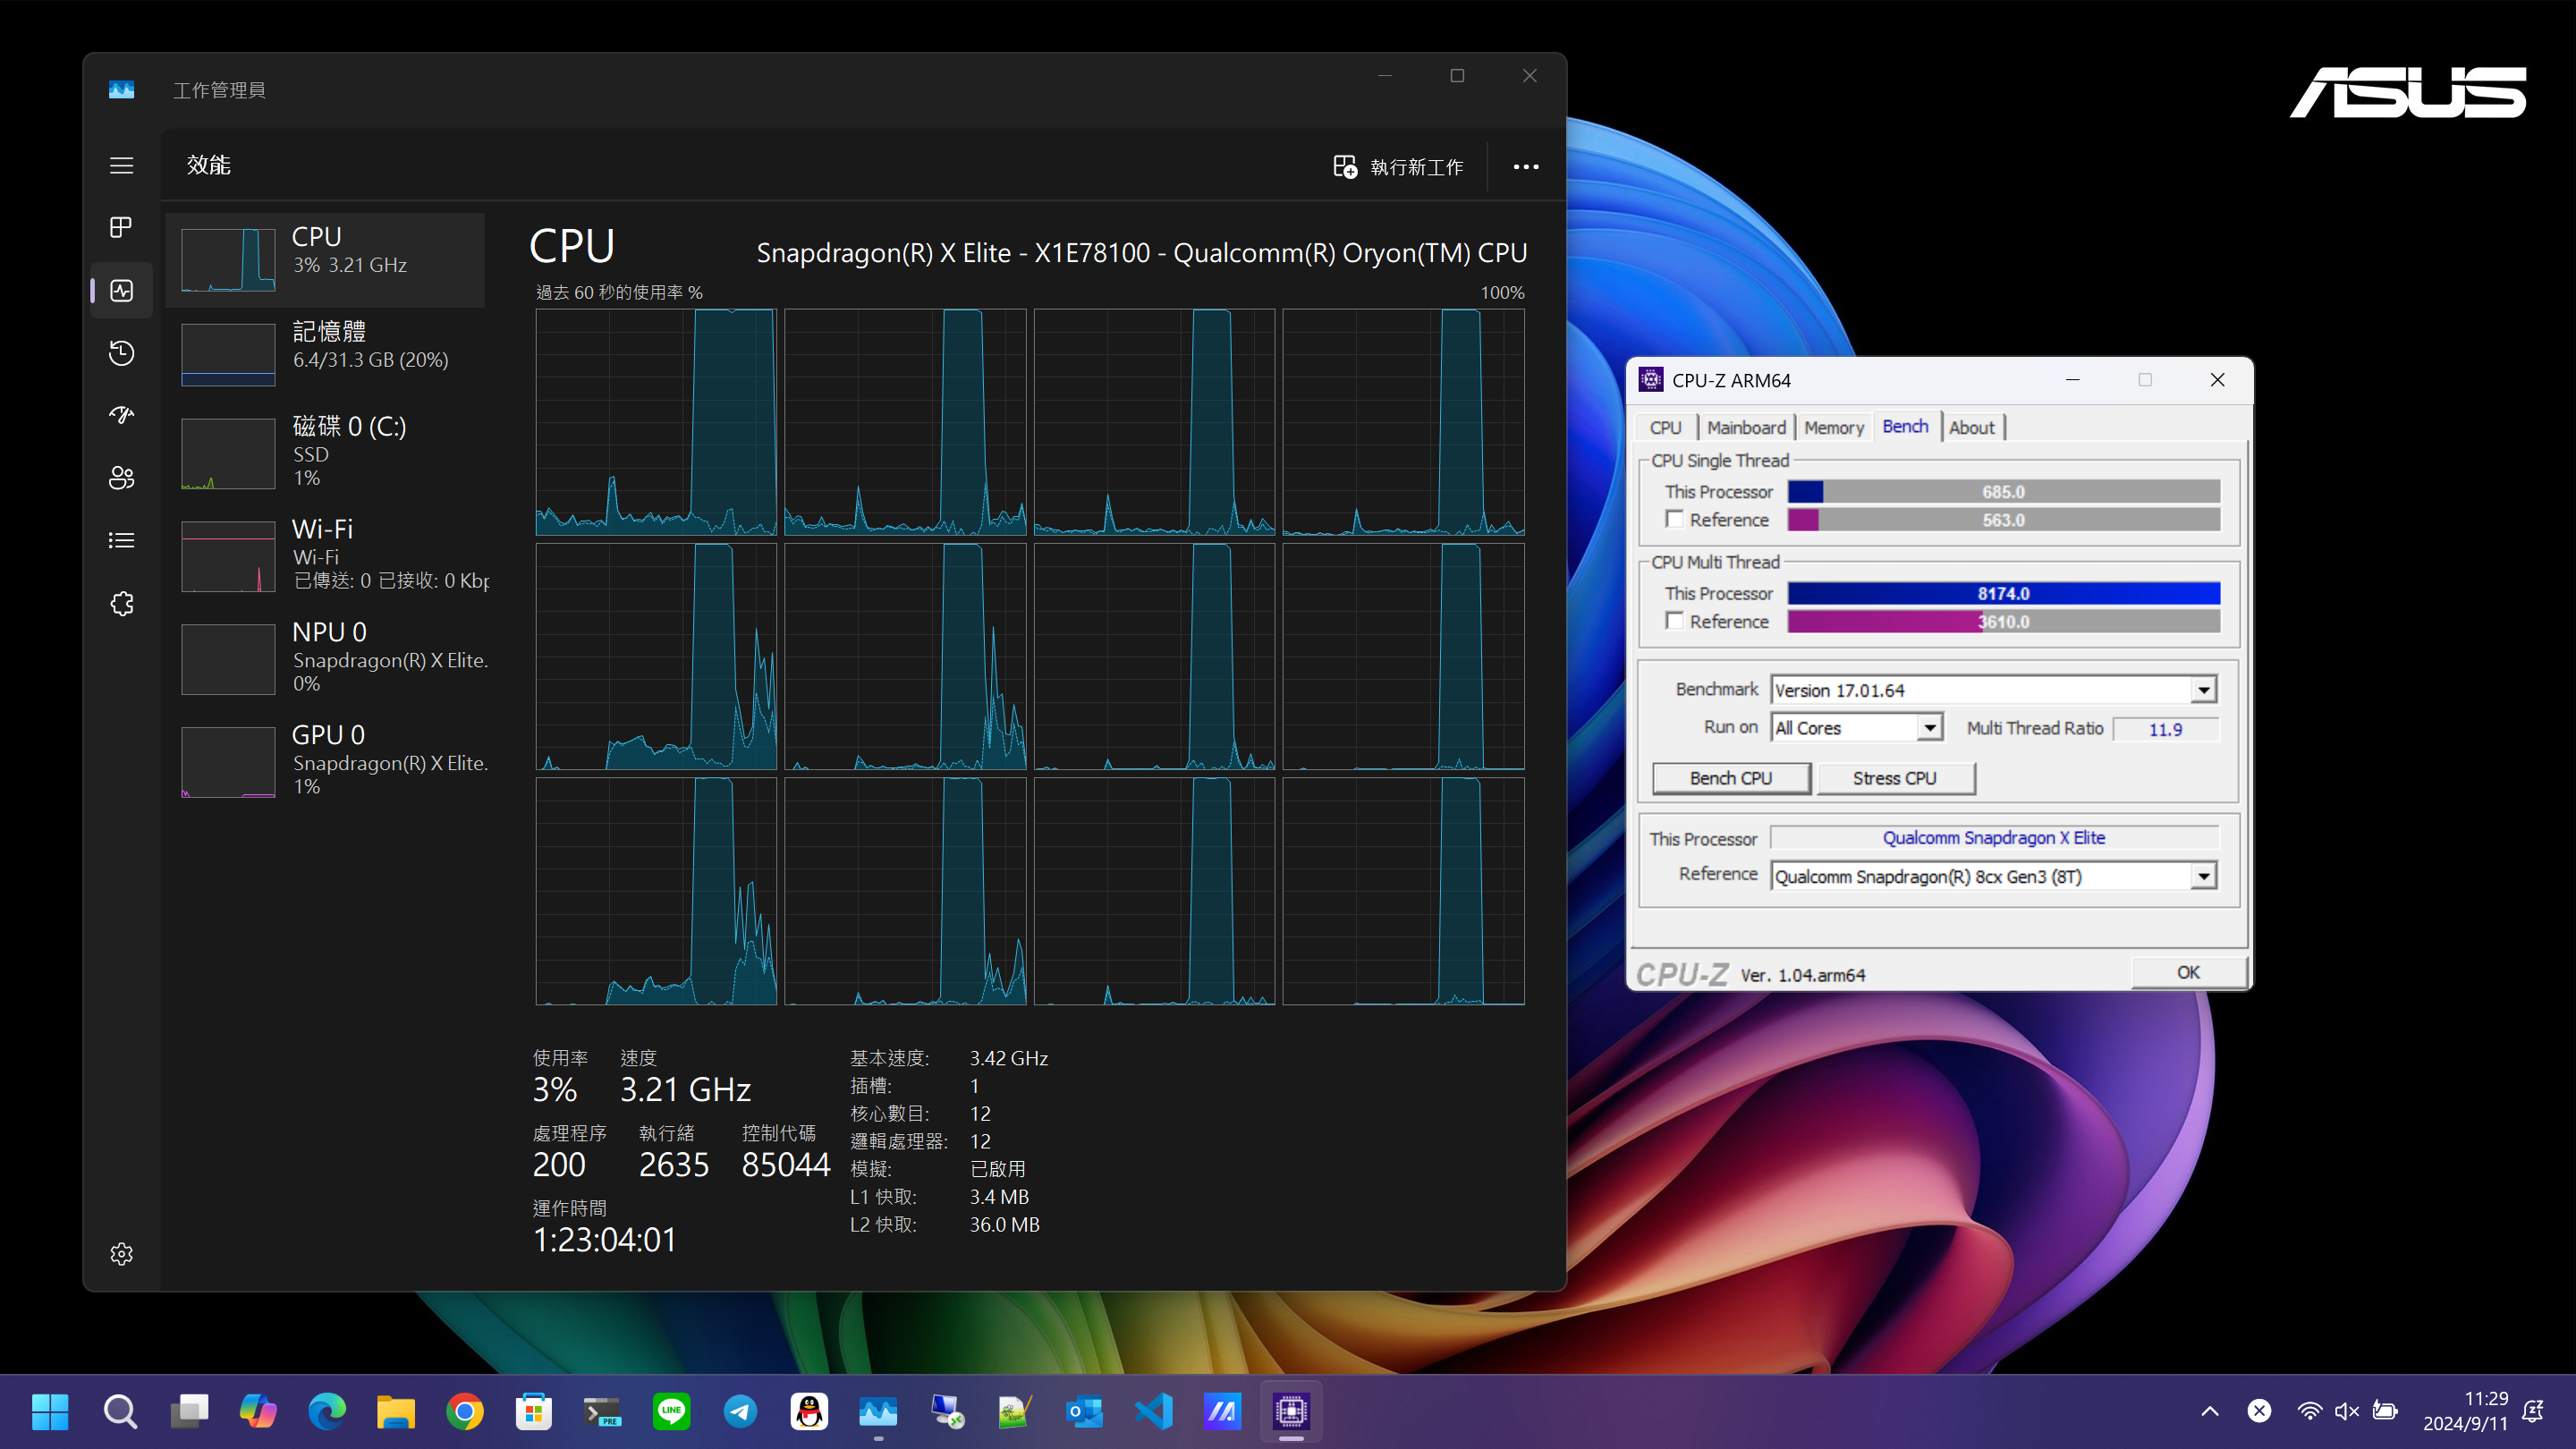 ASUS
工作管理員
效能
執行新工作
CPU
3% 3.21 GHz
記憶體
6.4/31.3 GB (20%)
磁碟 0 (C:)
SSD
1%
Wi-Fi
Wi-Fi
已傳送: 0 已接收: 0 Kbp
NPU 0
Snapdragon(R) X Elite.
0%
GPU 0
Snapdragon(R) X Elite.
1%
CPU
Snapdragon(R) X Elite - X1E78100 - Qualcomm(R) Oryon(TM) CPU
過去 60 秒的使用率 %
100%
使用率
3%
速度
3.21 GHz
處理程序
200
執行緒
2635
控制代碼
85044
運作時間
1:23:04:01
基本速度: 3.42 GHz
插槽: 1
核心數目: 12
邏輯處理器: 12
模擬: 已啟用
L1 快取: 3.4 MB
L2 快取: 36.0 MB
CPU-Z ARM64
CPU Mainboard Memory Bench About
CPU Single Thread
This Processor 685.0
Reference 563.0
CPU Multi Thread
This Processor 8174.0
Reference 3610.0
Benchmark Version 17.01.64
Run on All Cores Multi Thread Ratio 11.9
Bench CPU Stress CPU
This Processor Qualcomm Snapdragon X Elite
Reference Qualcomm Snapdragon(R) 8cx Gen3 (8T)
CPU-Z Ver. 1.04.arm64 OK
PRE
LINE
11:29
2024/9/11